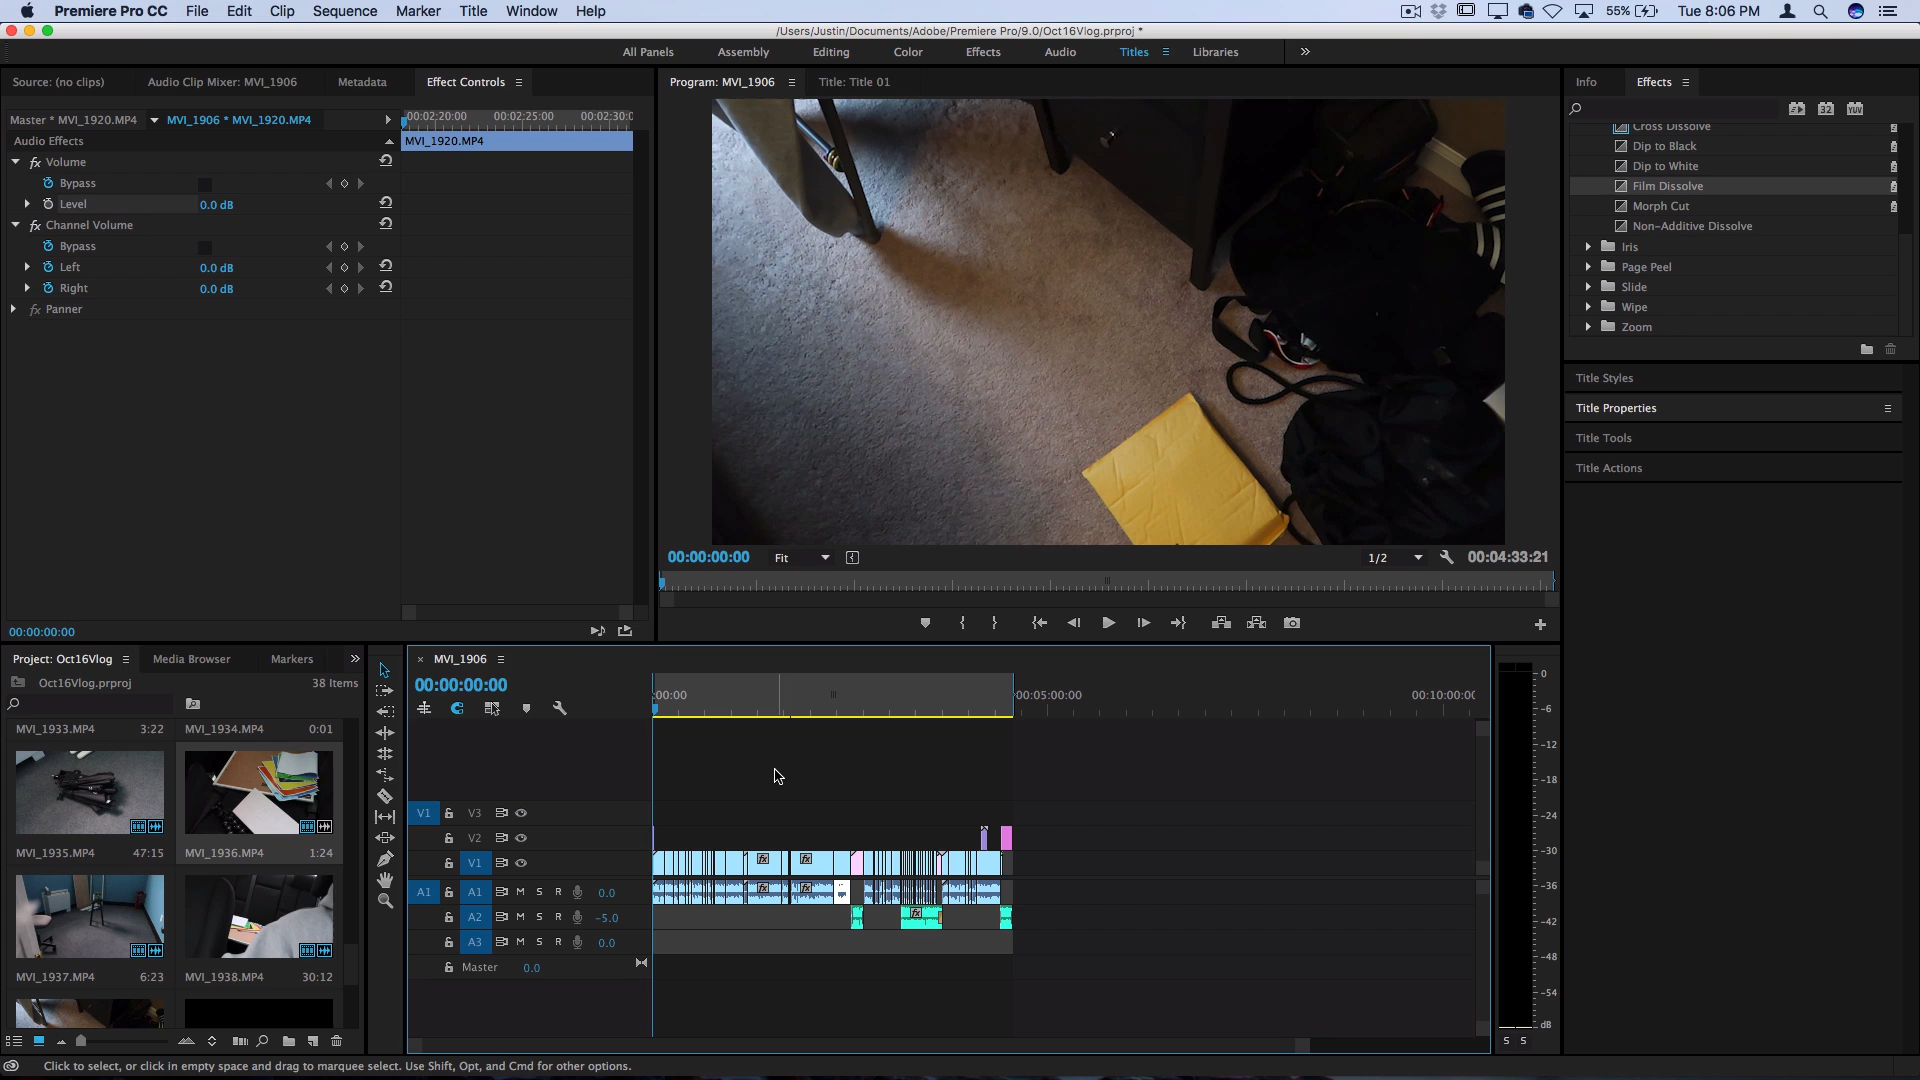 Premiere Pro CC File Edit Clip Sequence Marker Title Window Help 55% Tue 8:06 PM
/Users/Justin/Documents/Adobe/Premiere Pro/9.0/Oct16Vlog.prproj *
All Panels Assembly Editing Color Effects Audio Titles Libraries
Source: (no clips) Audio Clip Mixer: MVI_1906 Metadata Effect Controls
Program: MVI_1906 Title: Title 01
Info Effects
32 YUV
Master * MVI_1920.MP4 MVI_1906 * MVI_1920.MP4 00:02:20:00 00:02:25:00 00:02:30:0
Audio Effects MVI_1920.MP4
fx Volume
Bypass
Level 0.0 dB
fx Channel Volume
Bypass
Left 0.0 dB
Right 0.0 dB
fx Panner
00:00:00:00
Cross Dissolve
Dip to Black
Dip to White
Film Dissolve
Morph Cut
Non-Additive Dissolve
Iris
Page Peel
Slide
Wipe
Zoom
Title Styles
Title Properties
Title Tools
Title Actions
00:00:00:00 Fit 1/2 00:04:33:21
Project: Oct16Vlog Media Browser Markers
Oct16Vlog.prproj 38 Items
MVI_1933.MP4 3:22 MVI_1934.MP4 0:01
MVI_1935.MP4 47:15 MVI_1936.MP4 1:24
MVI_1937.MP4 6:23 MVI_1938.MP4 30:12
× MVI_1906
00:00:00:00 :00:00 00:05:00:00 00:10:00:00
V1 V3
V2
V1 fx fx
A1 A1 M S R 0.0 fx fx
A2 M S R -5.0 fx
A3 M S R 0.0
Master 0.0
0
-6
-12
-18
-24
-30
-36
-42
-48
-54
dB
S S
Click to select, or click in empty space and drag to marquee select. Use Shift, Opt, and Cmd for other options.